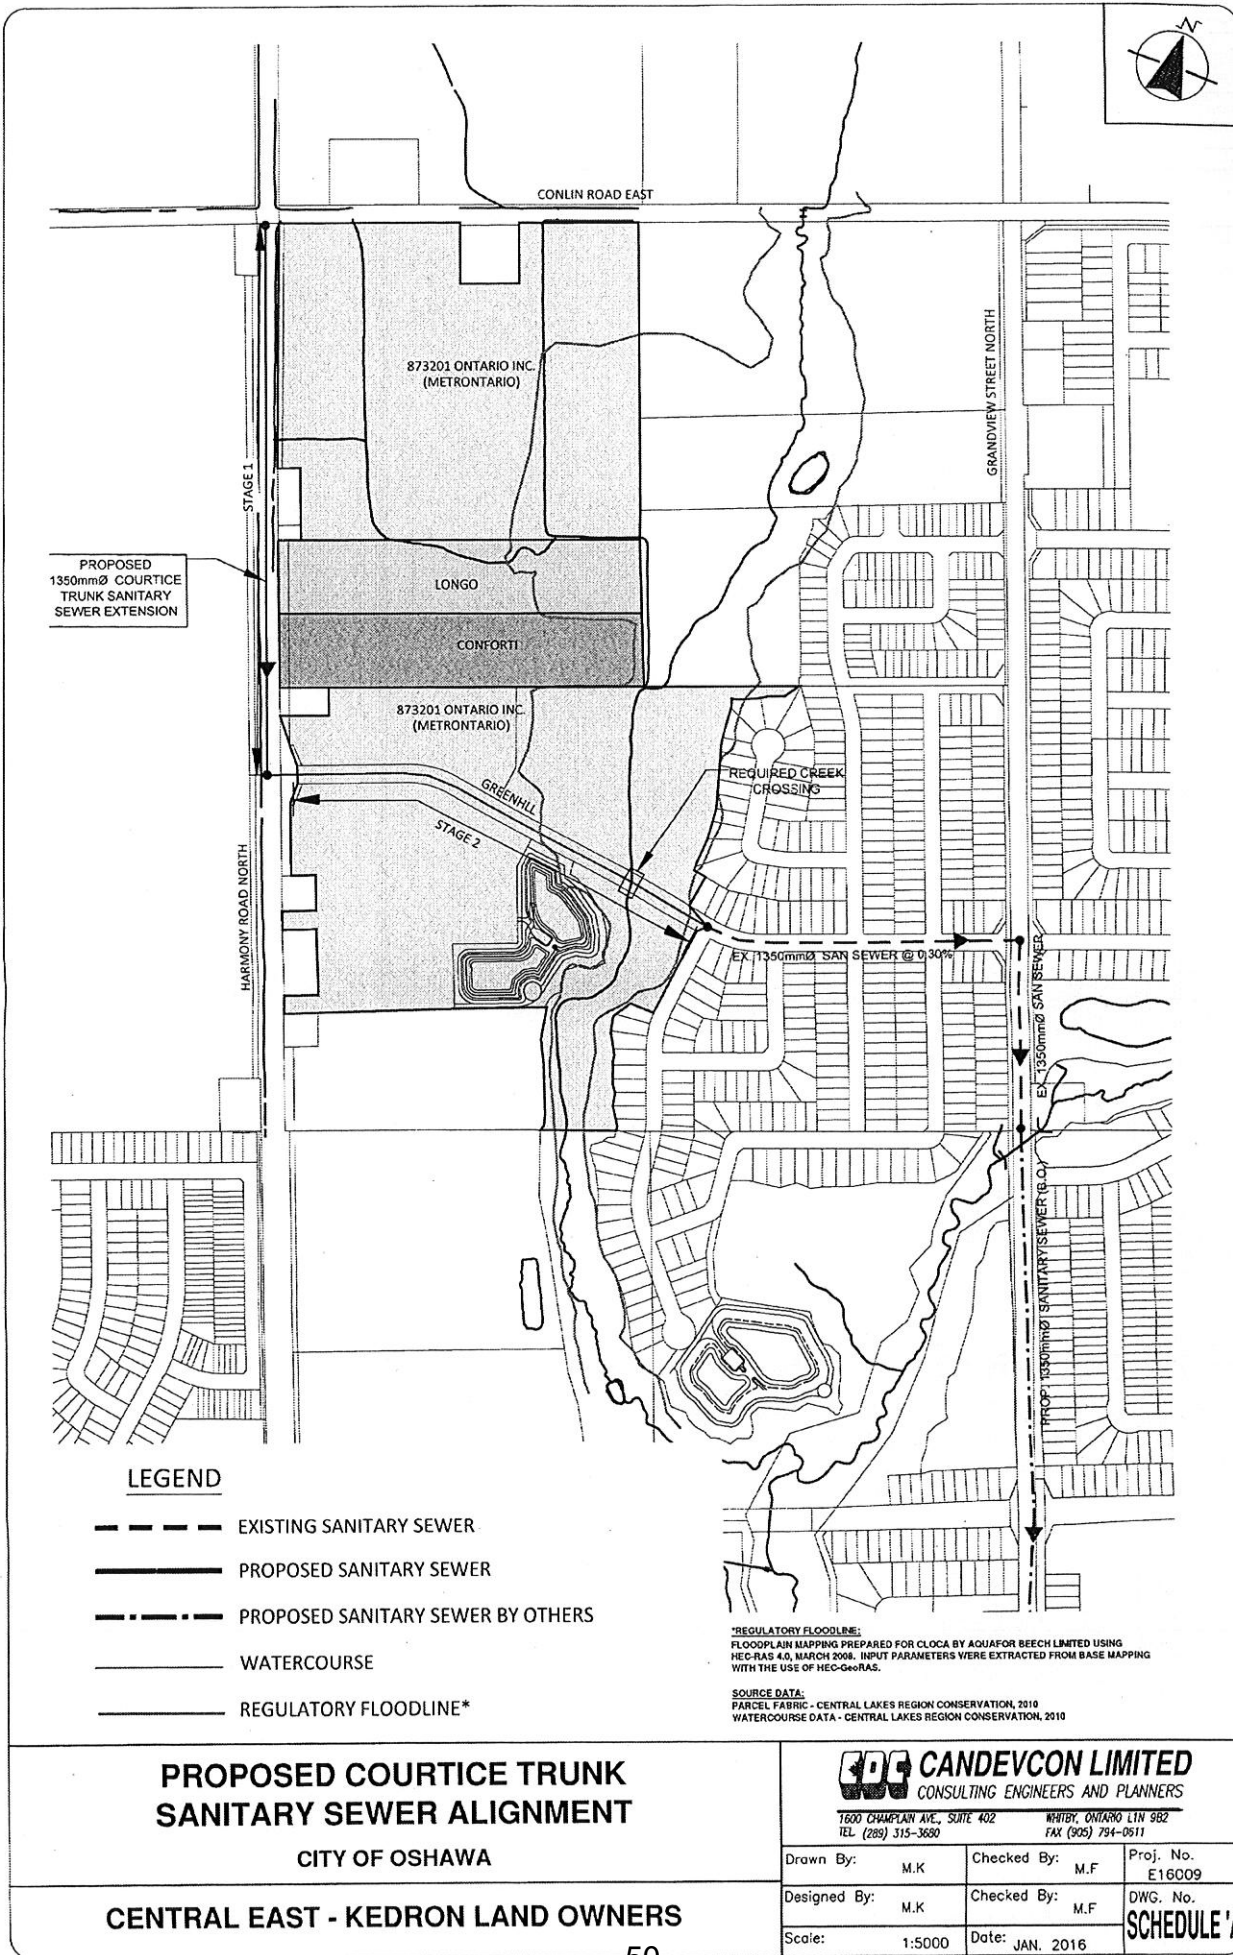 N
CONLIN ROAD EAST
873201 ONTARIO INC.
(METRONTARIO)
GRANDVIEW STREET NORTH
STAGE 1
PROPOSED
1350mmØ COURTICE
TRUNK SANITARY
SEWER EXTENSION
LONGO
CONFORTI
873201 ONTARIO INC.
(METRONTARIO)
REQUIRED CREEK
CROSSING
GREENHILL
STAGE 2
HARMONY ROAD NORTH
EX. 1350mmØ SAN SEWER @ 0.30%
EX. 1350mmØ SAN SEWER
PROP. 1350mmØ SANITARY SEWER (B.O.)
LEGEND
EXISTING SANITARY SEWER
PROPOSED SANITARY SEWER
PROPOSED SANITARY SEWER BY OTHERS
WATERCOURSE
REGULATORY FLOODLINE*
*REGULATORY FLOODLINE:
FLOODPLAIN MAPPING PREPARED FOR CLOCA BY AQUAFOR BEECH LIMITED USING
HEC-RAS 4.0, MARCH 2008. INPUT PARAMETERS WERE EXTRACTED FROM BASE MAPPING
WITH THE USE OF HEC-GeoRAS.
SOURCE DATA:
PARCEL FABRIC - CENTRAL LAKES REGION CONSERVATION, 2010
WATERCOURSE DATA - CENTRAL LAKES REGION CONSERVATION, 2010
PROPOSED COURTICE TRUNK
SANITARY SEWER ALIGNMENT
CITY OF OSHAWA
CENTRAL EAST - KEDRON LAND OWNERS
CDC CANDEVCON LIMITED
CONSULTING ENGINEERS AND PLANNERS
1600 CHAMPLAIN AVE., SUITE 402 WHITBY, ONTARIO L1N 9B2
TEL. (289) 315-3680 FAX (905) 794-0611
Drawn By: M.K Checked By: M.F Proj. No. E16009
Designed By: M.K Checked By: M.F DWG. No. SCHEDULE 'A
Scale: 1:5000 Date: JAN. 2016
50